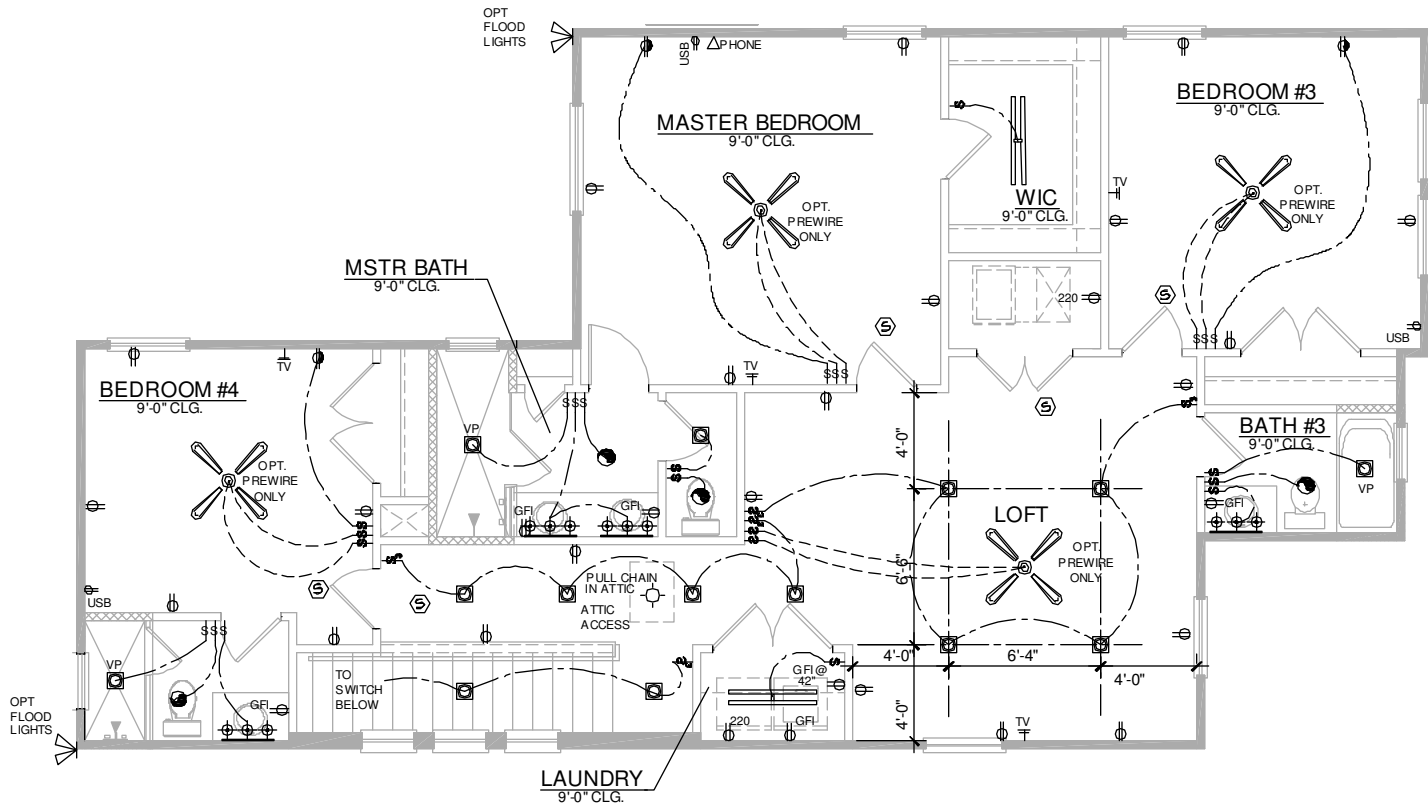 OPT
FLOOD
LIGHTS
USB
PHONE
MASTER BEDROOM
9'-0" CLG.
OPT.
PREWIRE
ONLY
S
WIC
9'-0" CLG.
BEDROOM #3
9'-0" CLG.
TV
OPT.
PREWIRE
ONLY
MSTR BATH
9'-0" CLG.
220
S
S
SSS
USB
TV
BEDROOM #4
9'-0" CLG.
TV
SSS
S
SSS
VP
OPT.
PREWIRE
ONLY
4'-0"
BATH #3
9'-0" CLG.
VP
GFI
GFI
GFI
LOFT
OPT.
PREWIRE
ONLY
6'-6"
SSS
USB
S
S
PULL CHAIN
IN ATTIC
ATTIC
ACCESS
SSS
VP
TO
SWITCH
BELOW
GFI
GFI @
42"
4'-0"
6'-4"
4'-0"
4'-0"
220
GFI
TV
OPT
FLOOD
LIGHTS
LAUNDRY
9'-0" CLG.